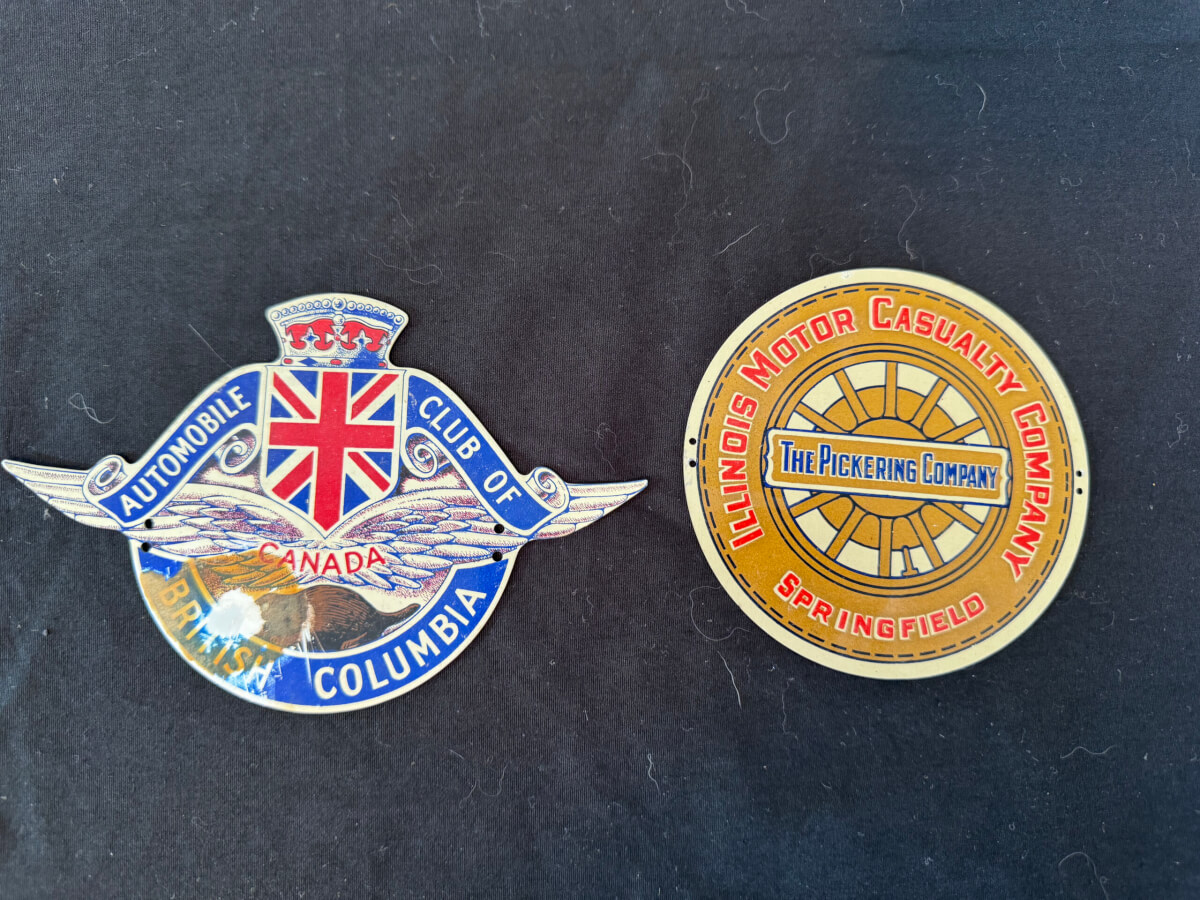 AUTOMOBILE CLUB OF
CANADA
BRITISH COLUMBIA
ILLINOIS MOTOR CASUALTY COMPANY
THE PICKERING COMPANY
SPRINGFIELD